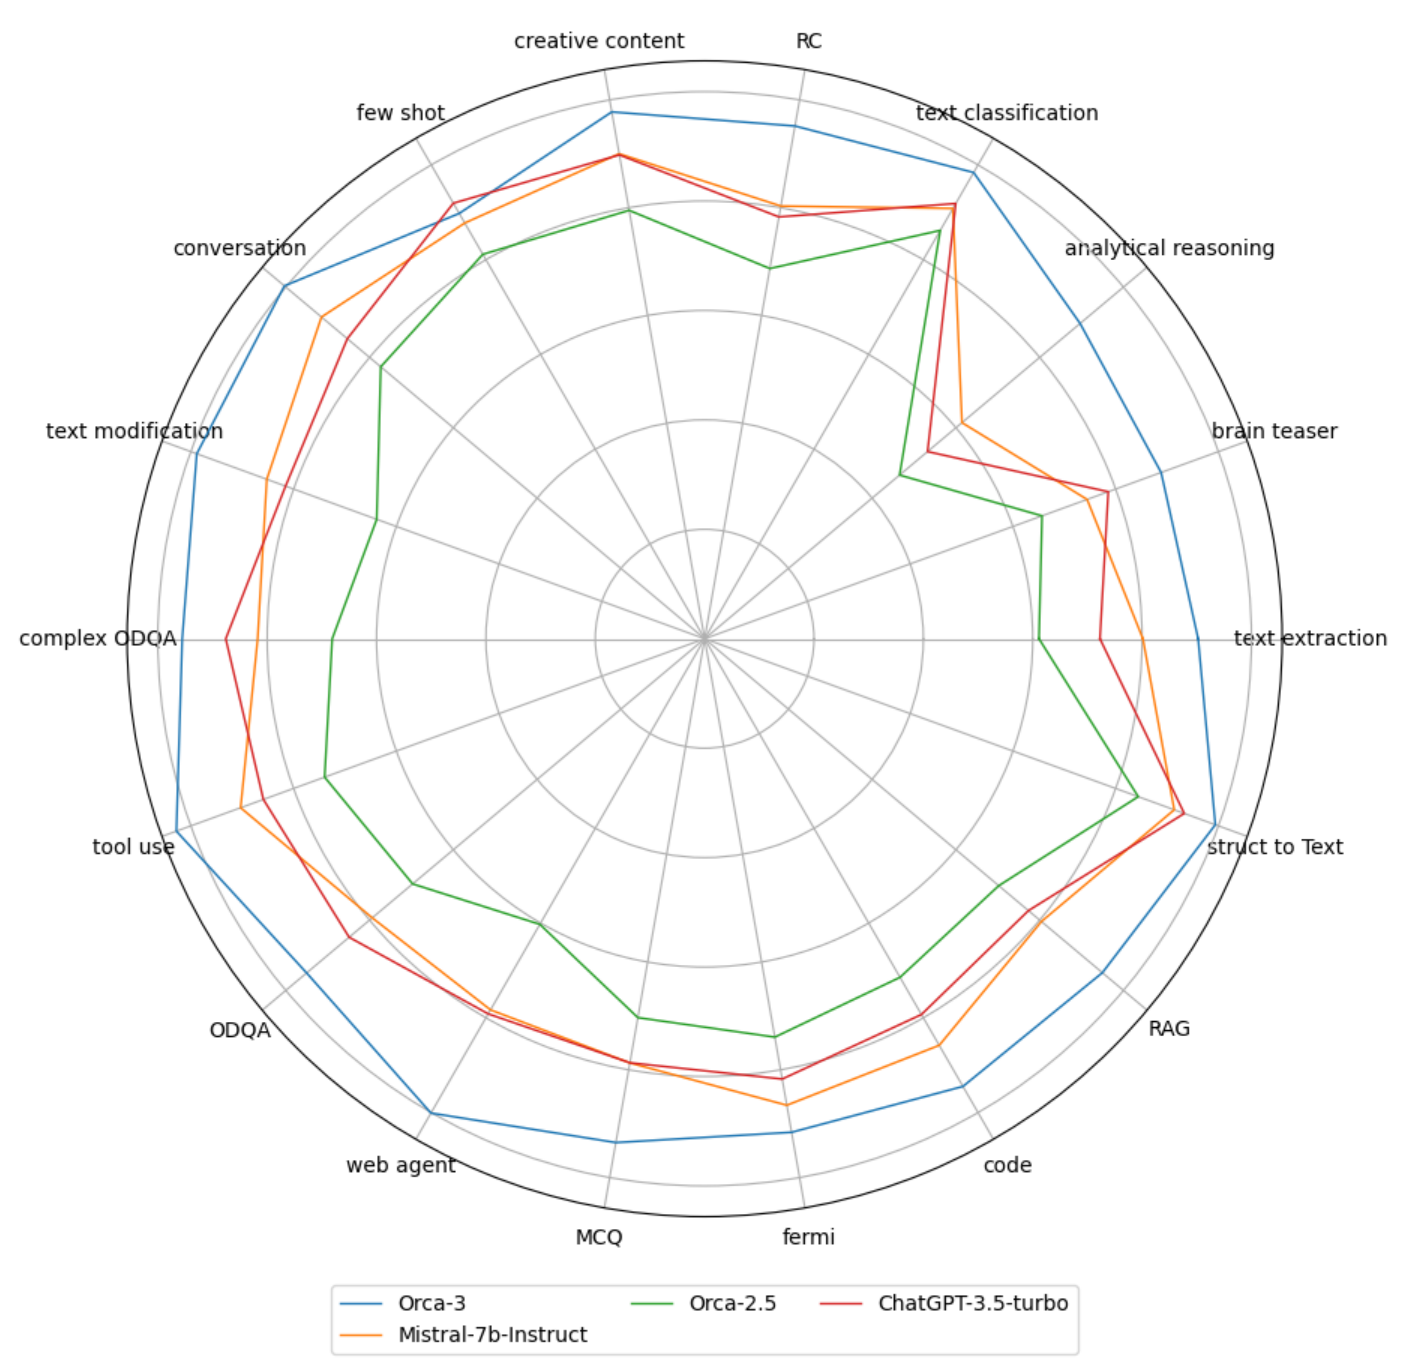 creative content
RC
few shot
text classification
conversation
analytical reasoning
text modification
brain teaser
complex ODQA
text extraction
tool use
struct to Text
ODQA
RAG
web agent
code
MCQ
fermi
Orca-3
Orca-2.5
ChatGPT-3.5-turbo
Mistral-7b-Instruct